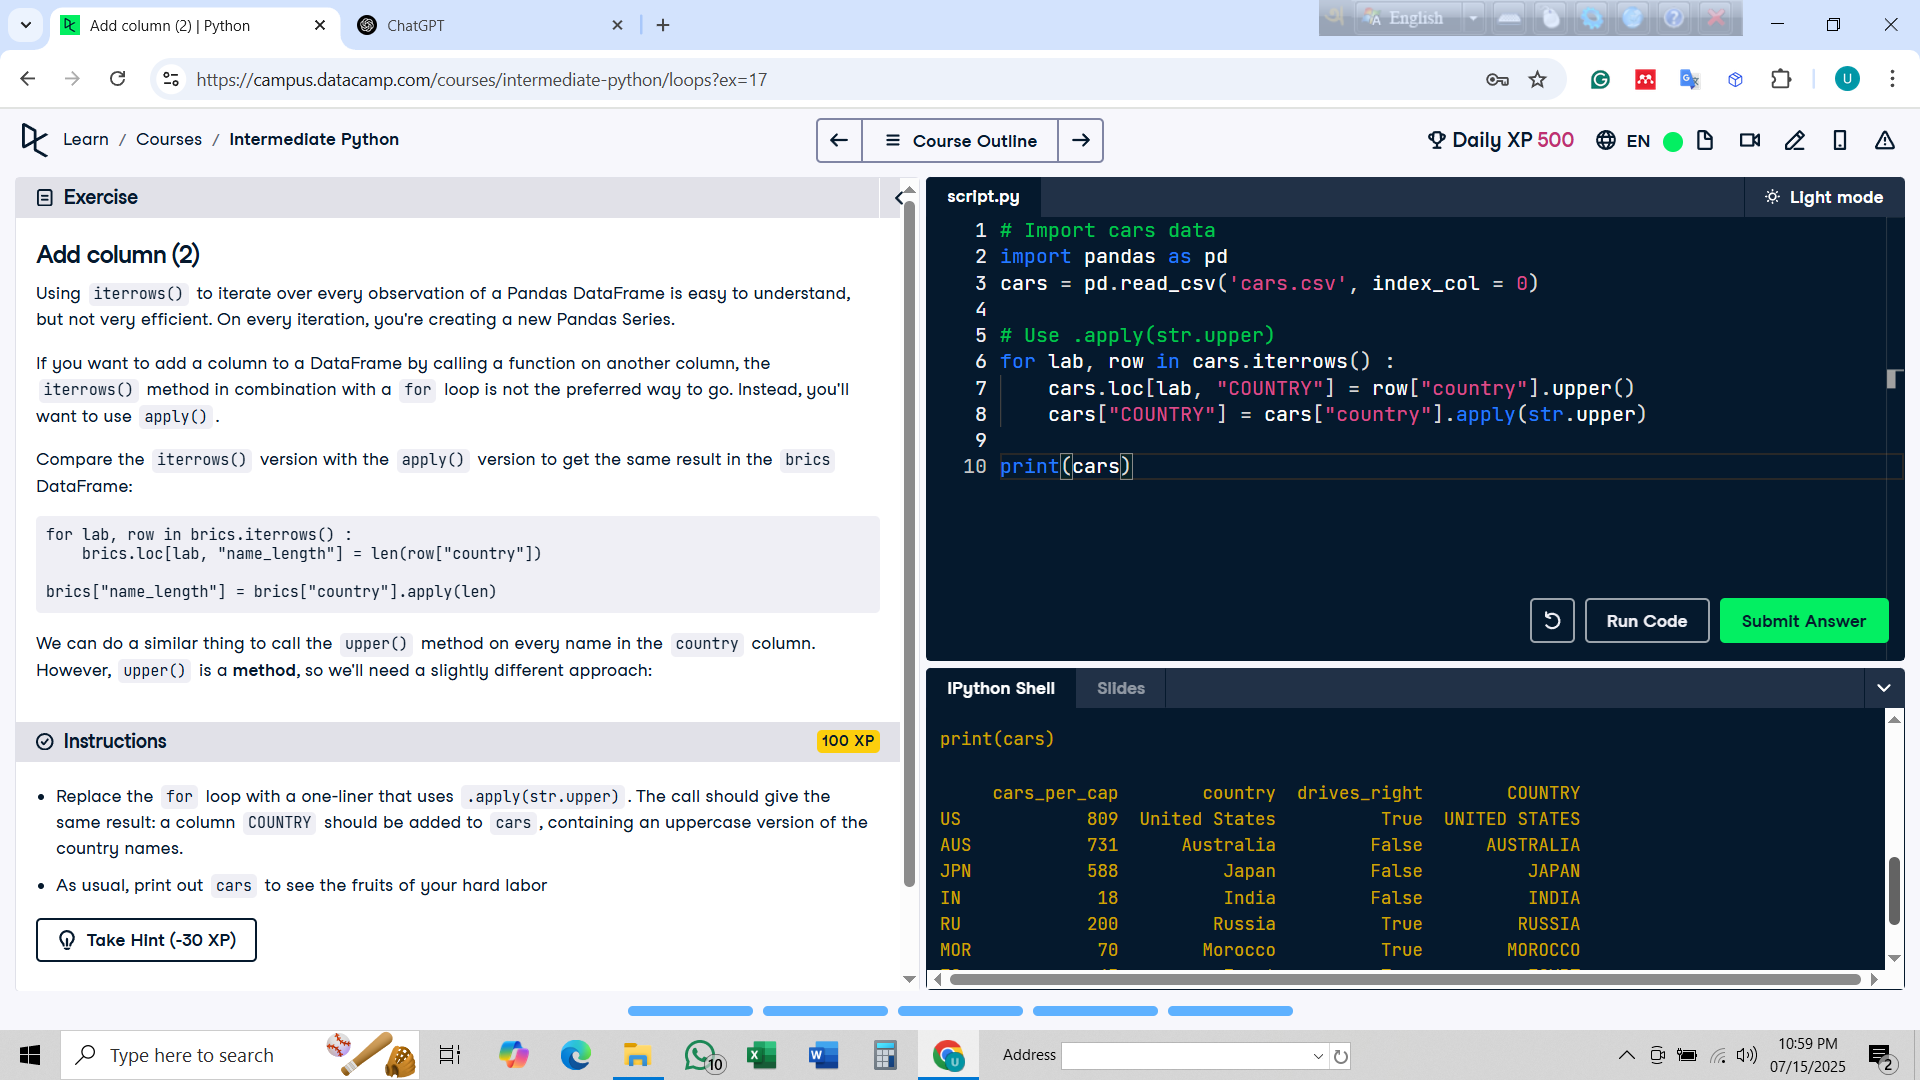 Add column (2) | Python
ChatGPT
English
https://campus.datacamp.com/courses/intermediate-python/loops?ex=17
U
Learn / Courses / Intermediate Python
Course Outline
Daily XP 500
EN
Exercise
Add column (2)
Using iterrows() to iterate over every observation of a Pandas DataFrame is easy to understand,
but not very efficient. On every iteration, you're creating a new Pandas Series.
If you want to add a column to a DataFrame by calling a function on another column, the
iterrows() method in combination with a for loop is not the preferred way to go. Instead, you'll
want to use apply().
Compare the iterrows() version with the apply() version to get the same result in the brics
DataFrame:
for lab, row in brics.iterrows() :
    brics.loc[lab, "name_length"] = len(row["country"])
brics["name_length"] = brics["country"].apply(len)
We can do a similar thing to call the upper() method on every name in the country column.
However, upper() is a method, so we'll need a slightly different approach:
Instructions
100 XP
• Replace the for loop with a one-liner that uses .apply(str.upper). The call should give the
same result: a column COUNTRY should be added to cars, containing an uppercase version of the
country names.
• As usual, print out cars to see the fruits of your hard labor
Take Hint (-30 XP)
script.py
Light mode
1 # Import cars data
2 import pandas as pd
3 cars = pd.read_csv('cars.csv', index_col = 0)
4
5 # Use .apply(str.upper)
6 for lab, row in cars.iterrows() :
7     cars.loc[lab, "COUNTRY"] = row["country"].upper()
8     cars["COUNTRY"] = cars["country"].apply(str.upper)
9
10 print(cars)
Run Code
Submit Answer
IPython Shell
Slides
print(cars)
cars_per_cap country drives_right COUNTRY
US 809 United States True UNITED STATES
AUS 731 Australia False AUSTRALIA
JPN 588 Japan False JAPAN
IN 18 India False INDIA
RU 200 Russia True RUSSIA
MOR 70 Morocco True MOROCCO
Type here to search
10
Address
10:59 PM
07/15/2025
2